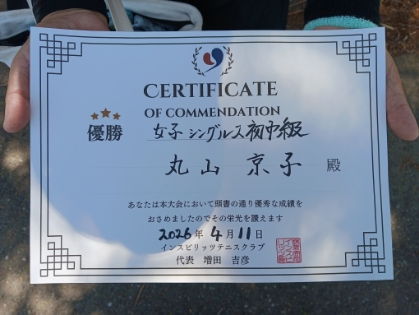 CERTIFICATE
OF COMMENDATION
優勝 女子シングルス初中級
丸山 京子 殿
あなたは本大会において頭書の通り優秀な成績を
おさめましたのでその栄光を讃えます
2026年4月11日
インスピリッツテニスクラブ
代表 増田 吉彦